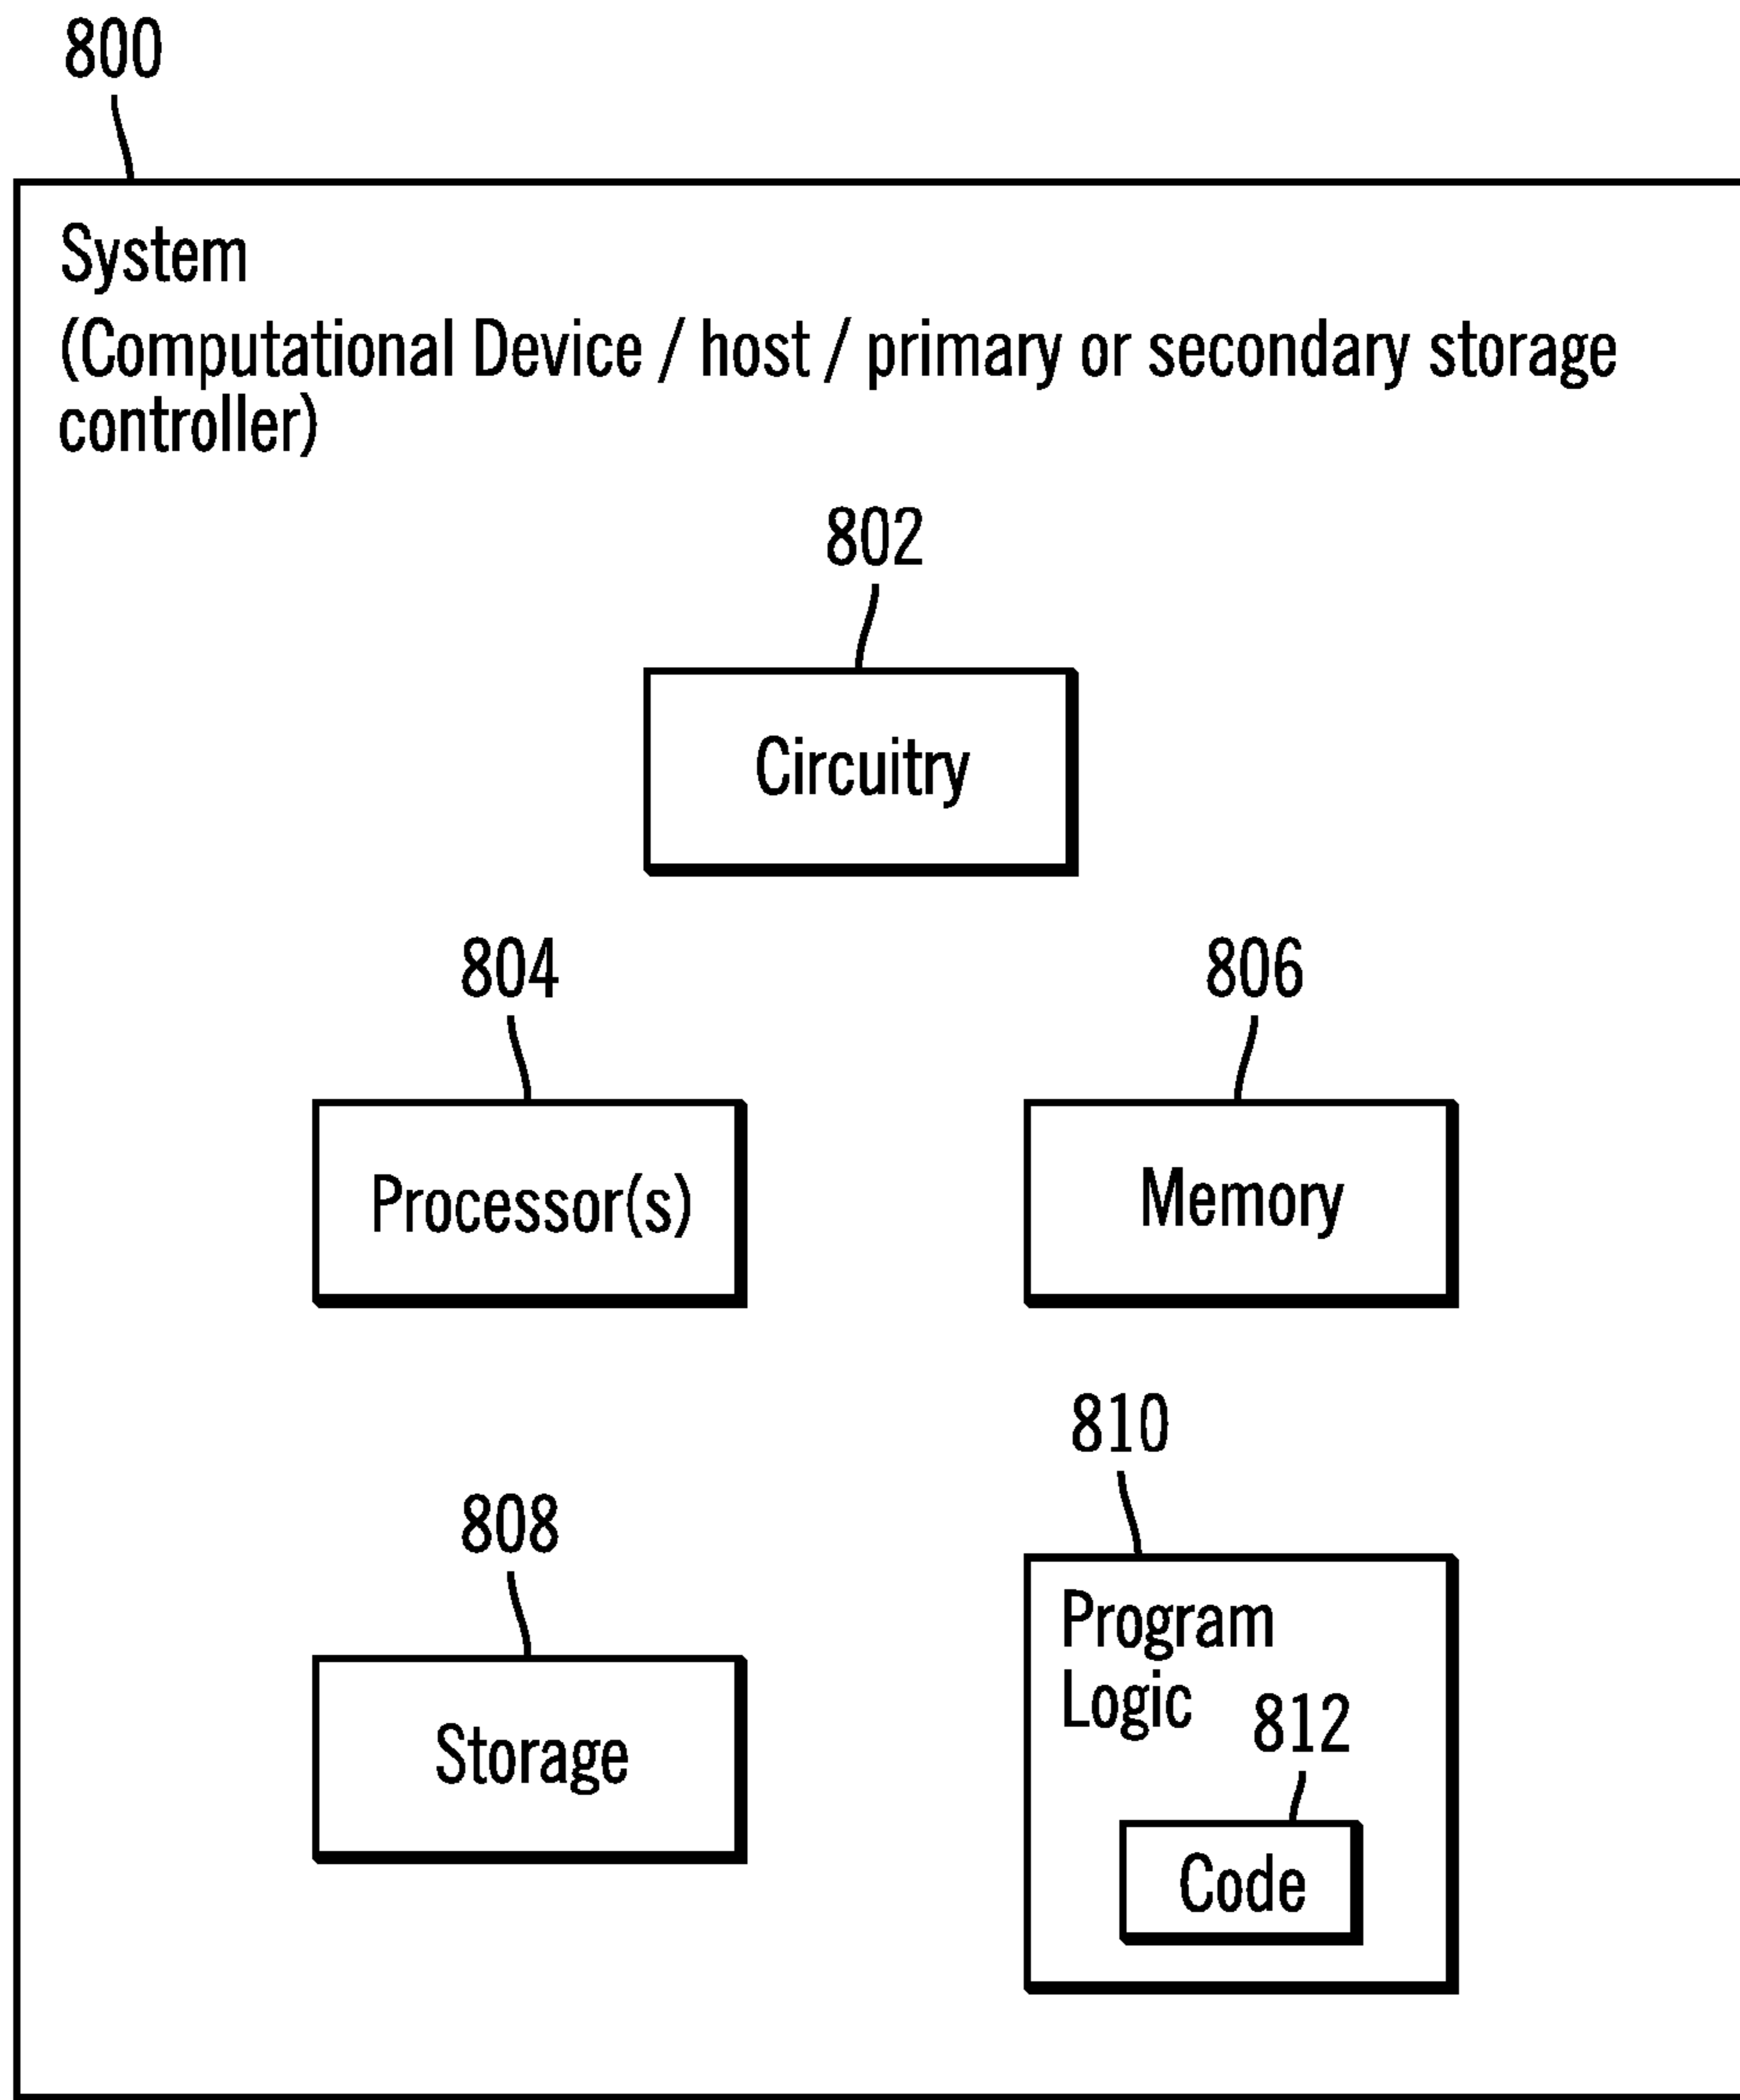 800
System
(Computational Device / host / primary or secondary storage
controller)
802
Circuitry
804
806
Processor(s)
Memory
810
808
Program
Logic
812
Storage
Code